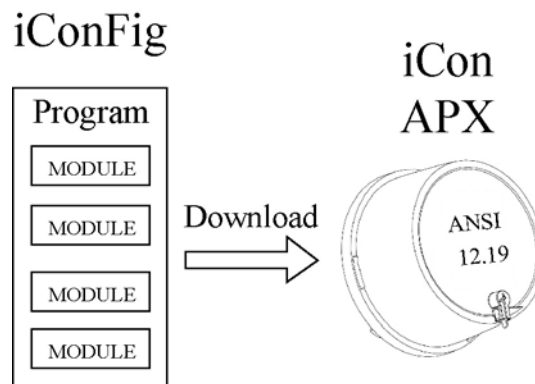 iConFig
Program
MODULE
MODULE
MODULE
MODULE
Download
iCon
APX
ANSI
12.19